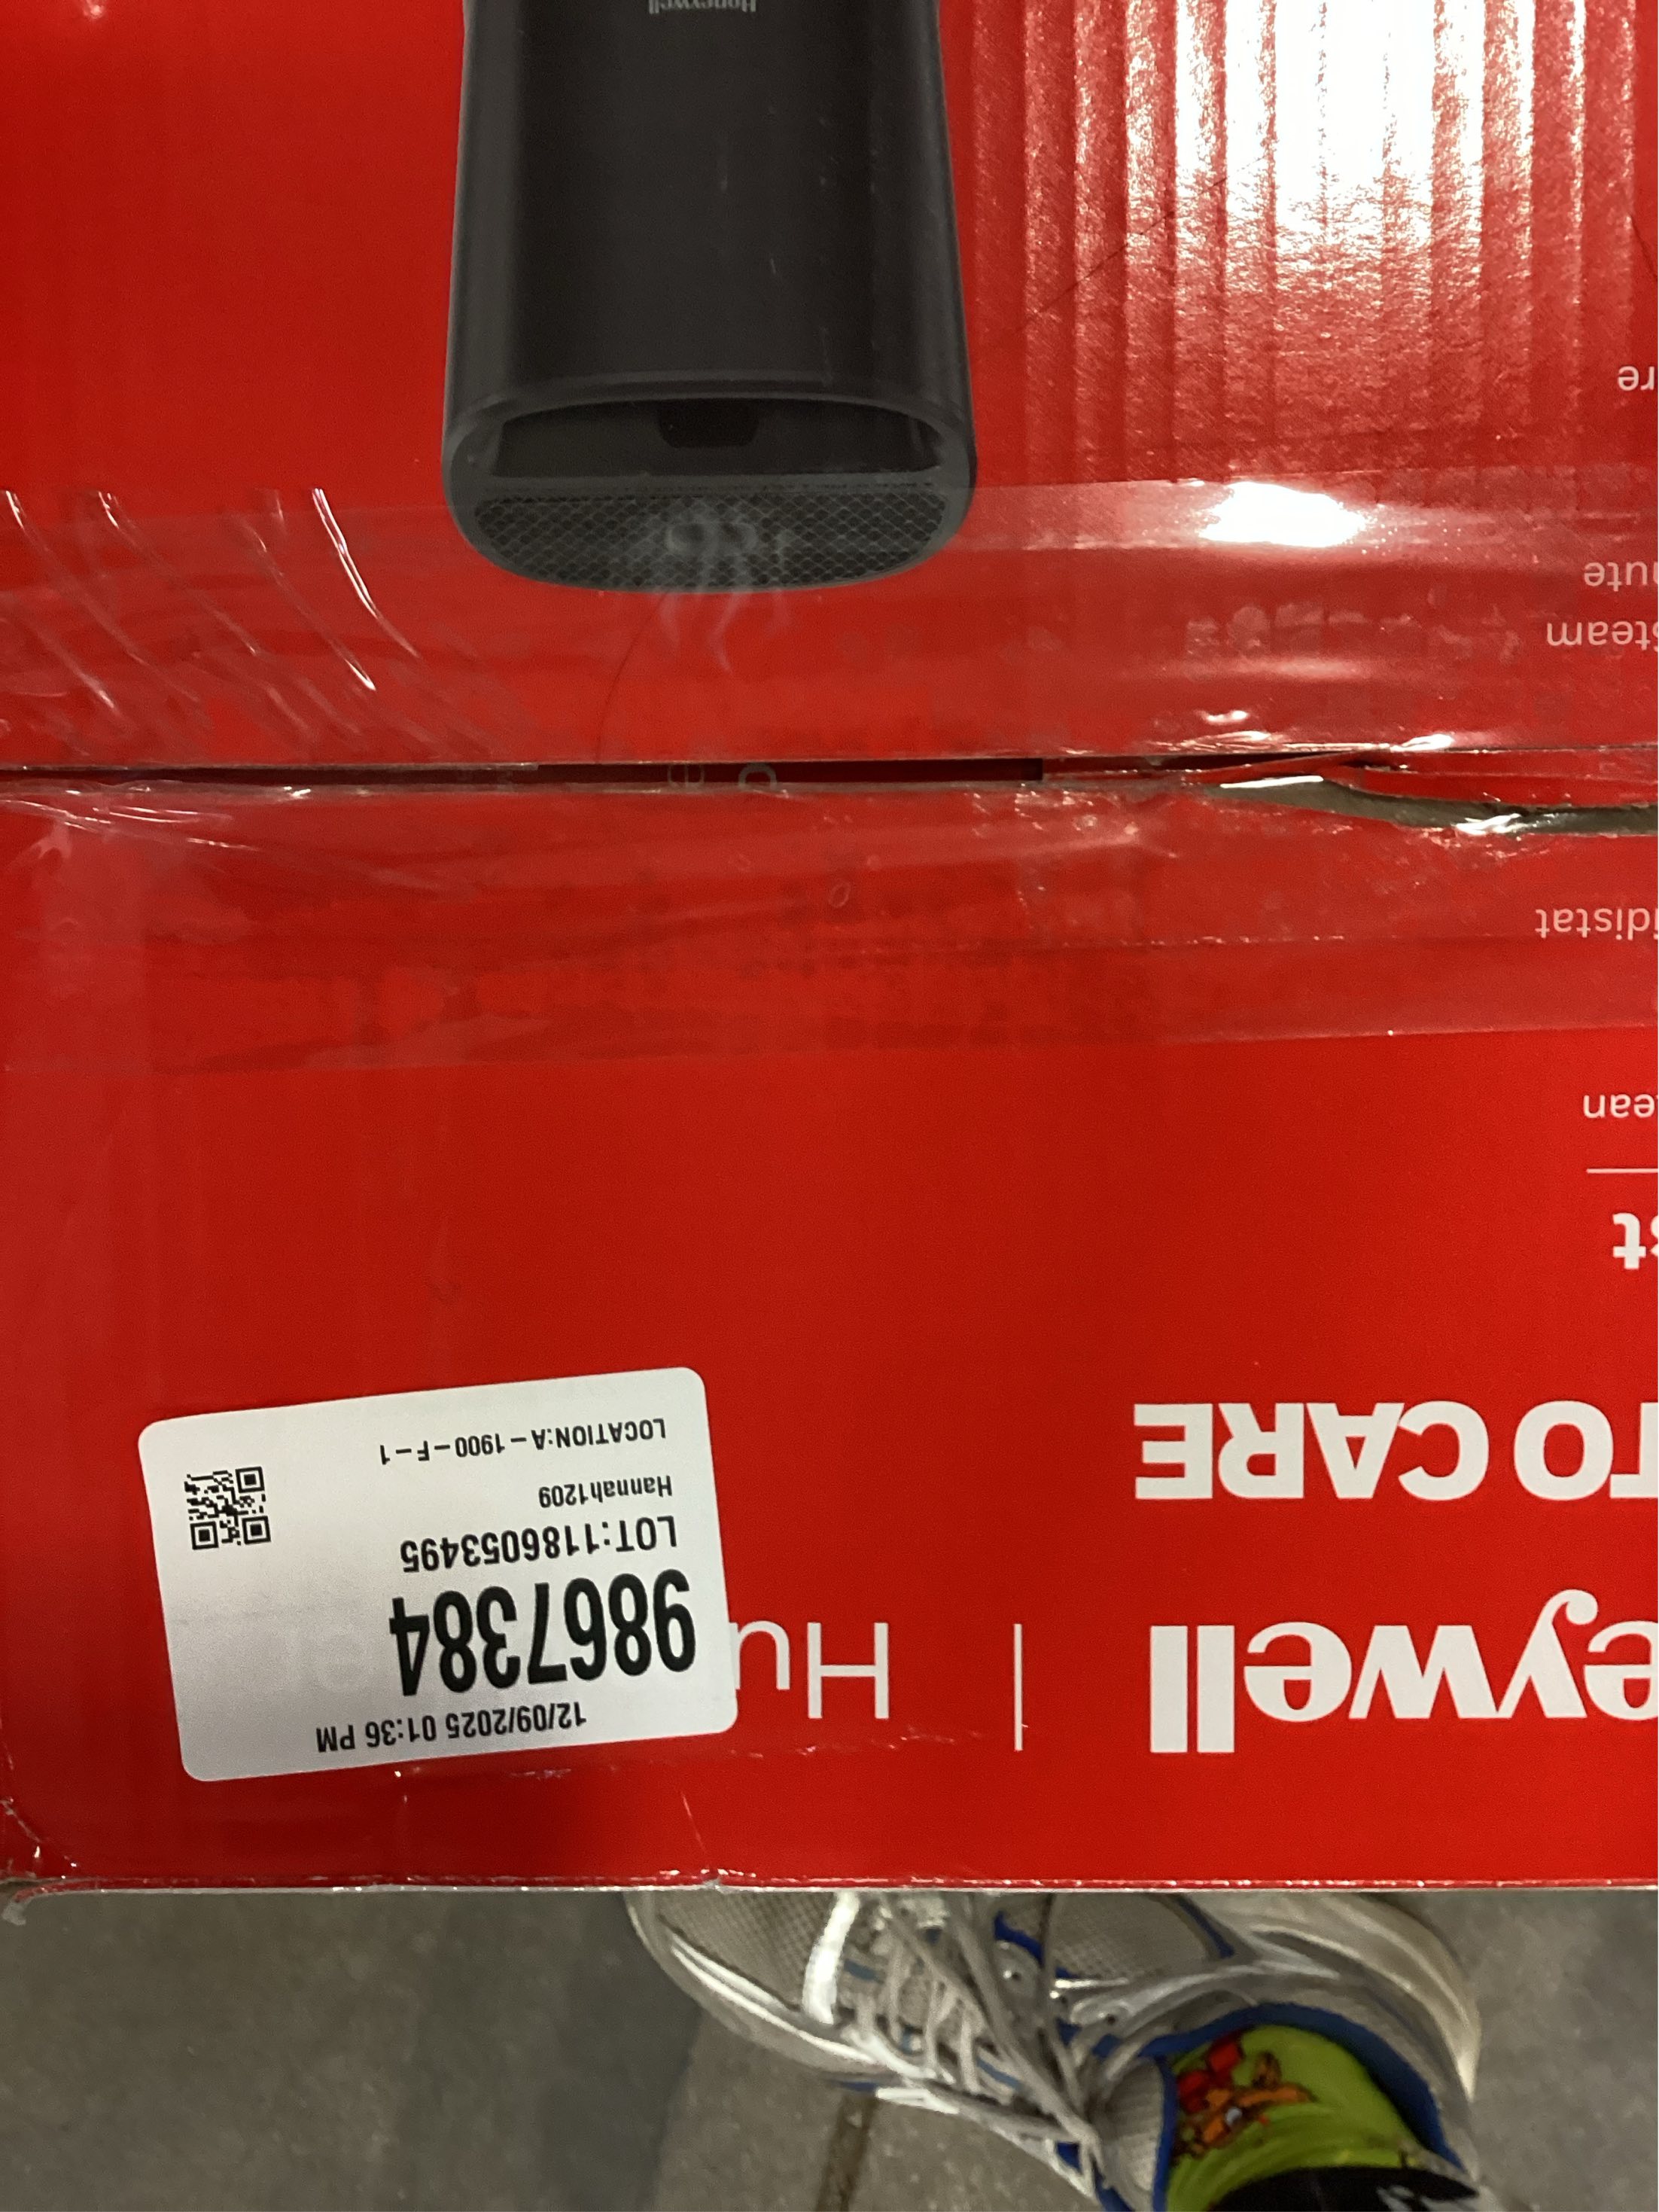 12/09/2025 01:36 PM
9867384
LOT:1186053495
Hannah1209
LOCATION:A-1900-F-1
eywell | Hu
TO CARE
st
ean
idistat
Steam
ute
re
Honeywell